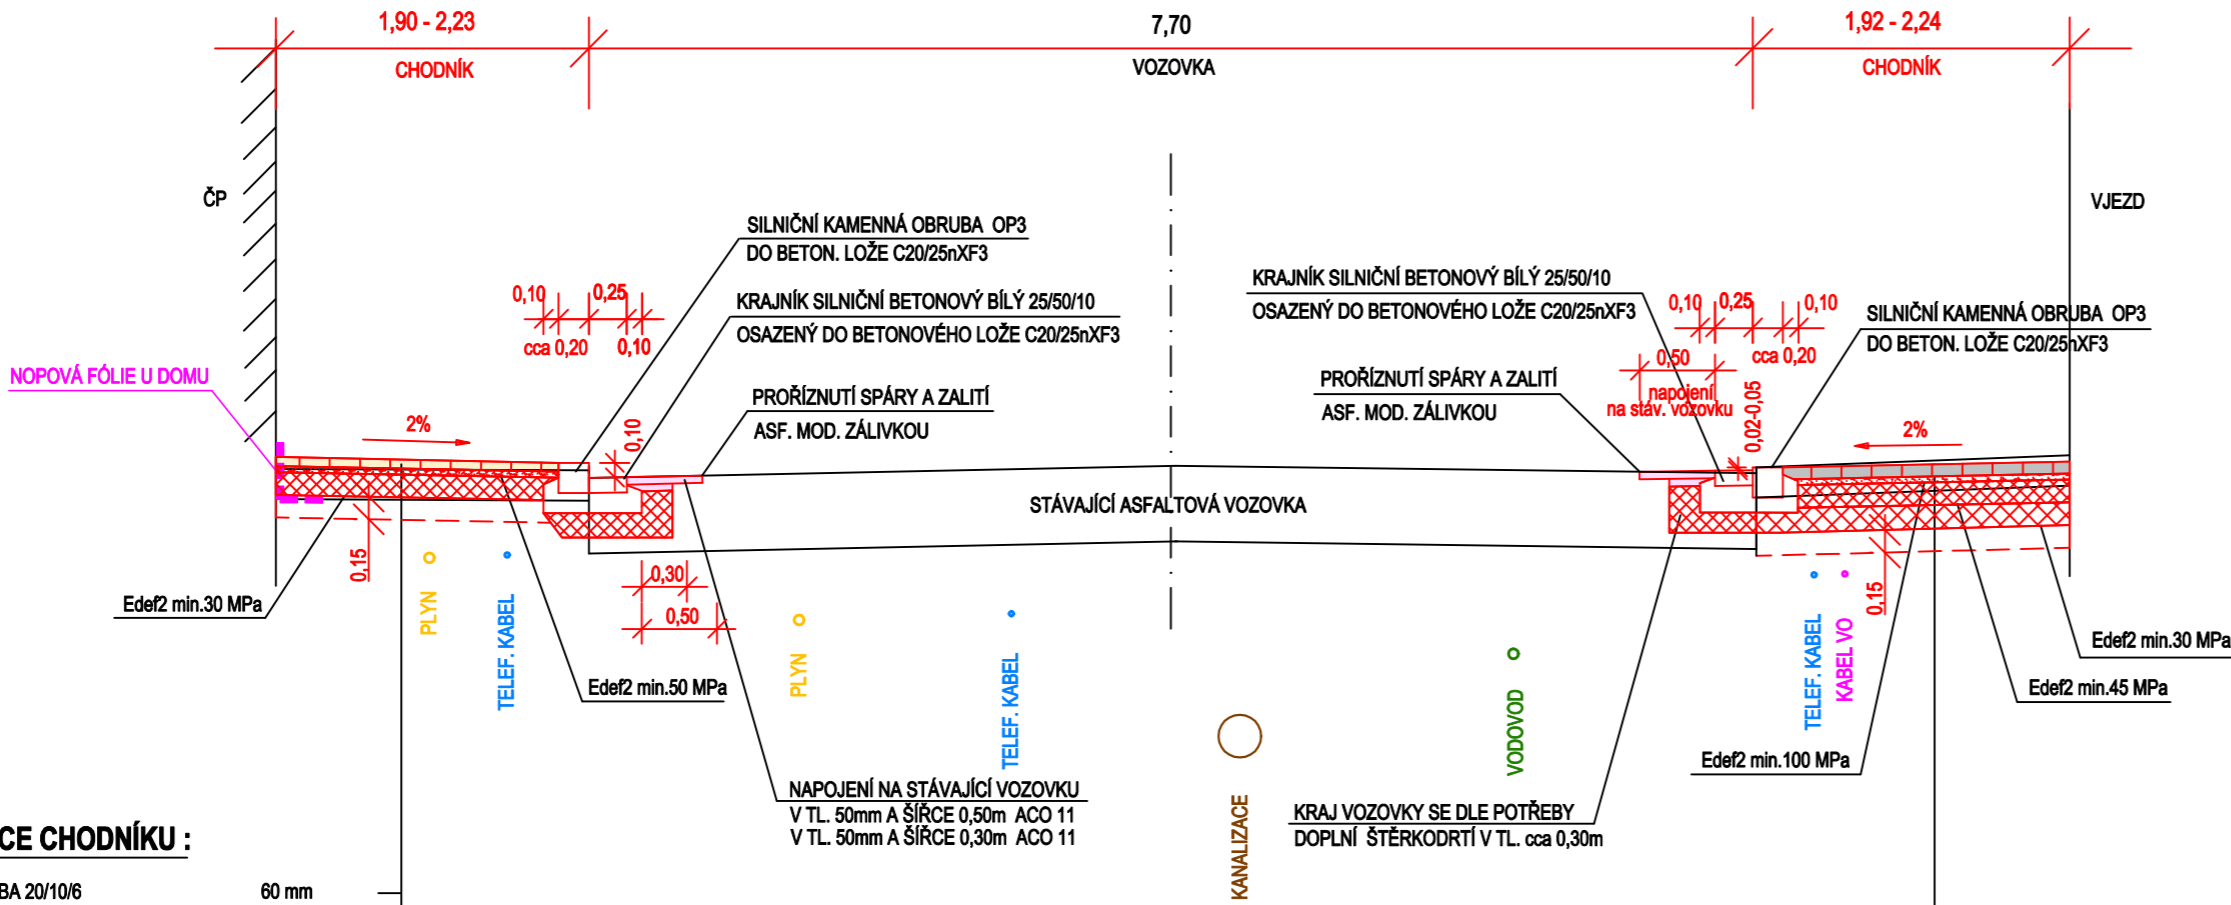 1,90 - 2,23
7,70
1,92 - 2,24
CHODNÍK
VOZOVKA
CHODNÍK
ČP
VJEZD
SILNIČNÍ KAMENNÁ OBRUBA OP3
DO BETON. LOŽE C20/25nXF3
KRAJNÍK SILNIČNÍ BETONOVÝ BÍLÝ 25/50/10
OSAZENÝ DO BETONOVÉHO LOŽE C20/25nXF3
0,10
0,25
cca 0,20
0,10
KRAJNÍK SILNIČNÍ BETONOVÝ BÍLÝ 25/50/10
OSAZENÝ DO BETONOVÉHO LOŽE C20/25nXF3
0,10
0,25
0,10
cca 0,20
SILNIČNÍ KAMENNÁ OBRUBA OP3
DO BETON. LOŽE C20/25nXF3
NOPOVÁ FÓLIE U DOMU
PROŘÍZNUTÍ SPÁRY A ZALITÍ
ASF. MOD. ZÁLIVKOU
PROŘÍZNUTÍ SPÁRY A ZALITÍ
ASF. MOD. ZÁLIVKOU
0,50
napojení
na stáv. vozovku
0,02-0,05
2%
0,10
2%
STÁVAJÍCÍ ASFALTOVÁ VOZOVKA
0,15
0,30
0,50
0,15
Edef2 min.30 MPa
PLYN
TELEF. KABEL
Edef2 min.50 MPa
PLYN
TELEF. KABEL
KANALIZACE
VODOVOD
TELEF. KABEL
KABEL VO
Edef2 min.30 MPa
Edef2 min.45 MPa
Edef2 min.100 MPa
NAPOJENÍ NA STÁVAJÍCÍ VOZOVKU
V TL. 50mm A ŠÍŘCE 0,50m ACO 11
V TL. 50mm A ŠÍŘCE 0,30m ACO 11
KRAJ VOZOVKY SE DLE POTŘEBY
DOPLNÍ ŠTĚRKODRTÍ V TL. cca 0,30m
CE CHODNÍKU :
BA 20/10/6 60 mm